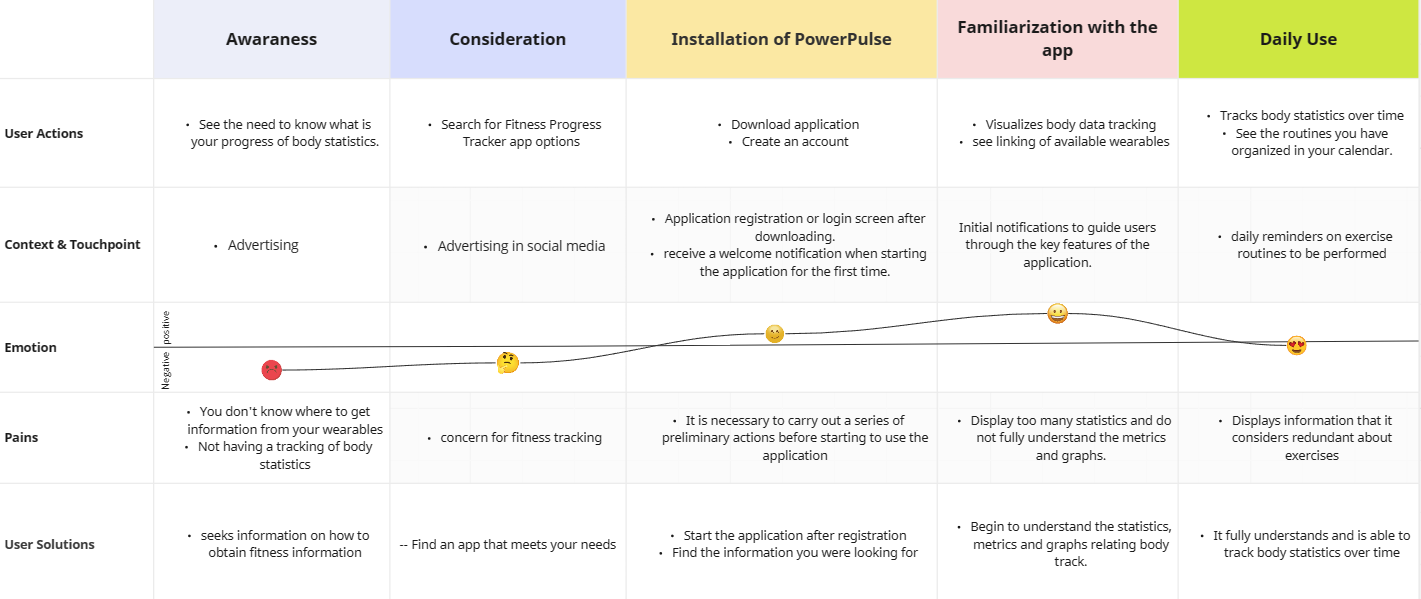 Awaraness
Consideration
Installation of PowerPulse
Familiarization with the
app
Daily Use
User Actions
• See the need to know what is
your progress of body statistics.
• Search for Fitness Progress
Tracker app options
• Download application
• Create an account
• Visualizes body data tracking
• see linking of available wearables
• Tracks body statistics over time
• See the routines you have
organized in your calendar.
Context & Touchpoint
• Advertising
• Advertising in social media
• Application registration or login screen after
downloading.
• receive a welcome notification when starting
the application for the first time.
Initial notifications to guide users
through the key features of the
application.
• daily reminders on exercise
routines to be performed
Emotion
positive
Negative
Pains
• You don't know where to get
information from your wearables
• Not having a tracking of body
statistics
• concern for fitness tracking
• It is necessary to carry out a series of
preliminary actions before starting to use the
application
• Display too many statistics and do
not fully understand the metrics
and graphs.
• Displays information that it
considers redundant about
exercises
User Solutions
• seeks information on how to
obtain fitness information
-- Find an app that meets your needs
• Start the application after registration
• Find the information you were looking for
• Begin to understand the statistics,
metrics and graphs relating body
track.
• It fully understands and is able to
track body statistics over time